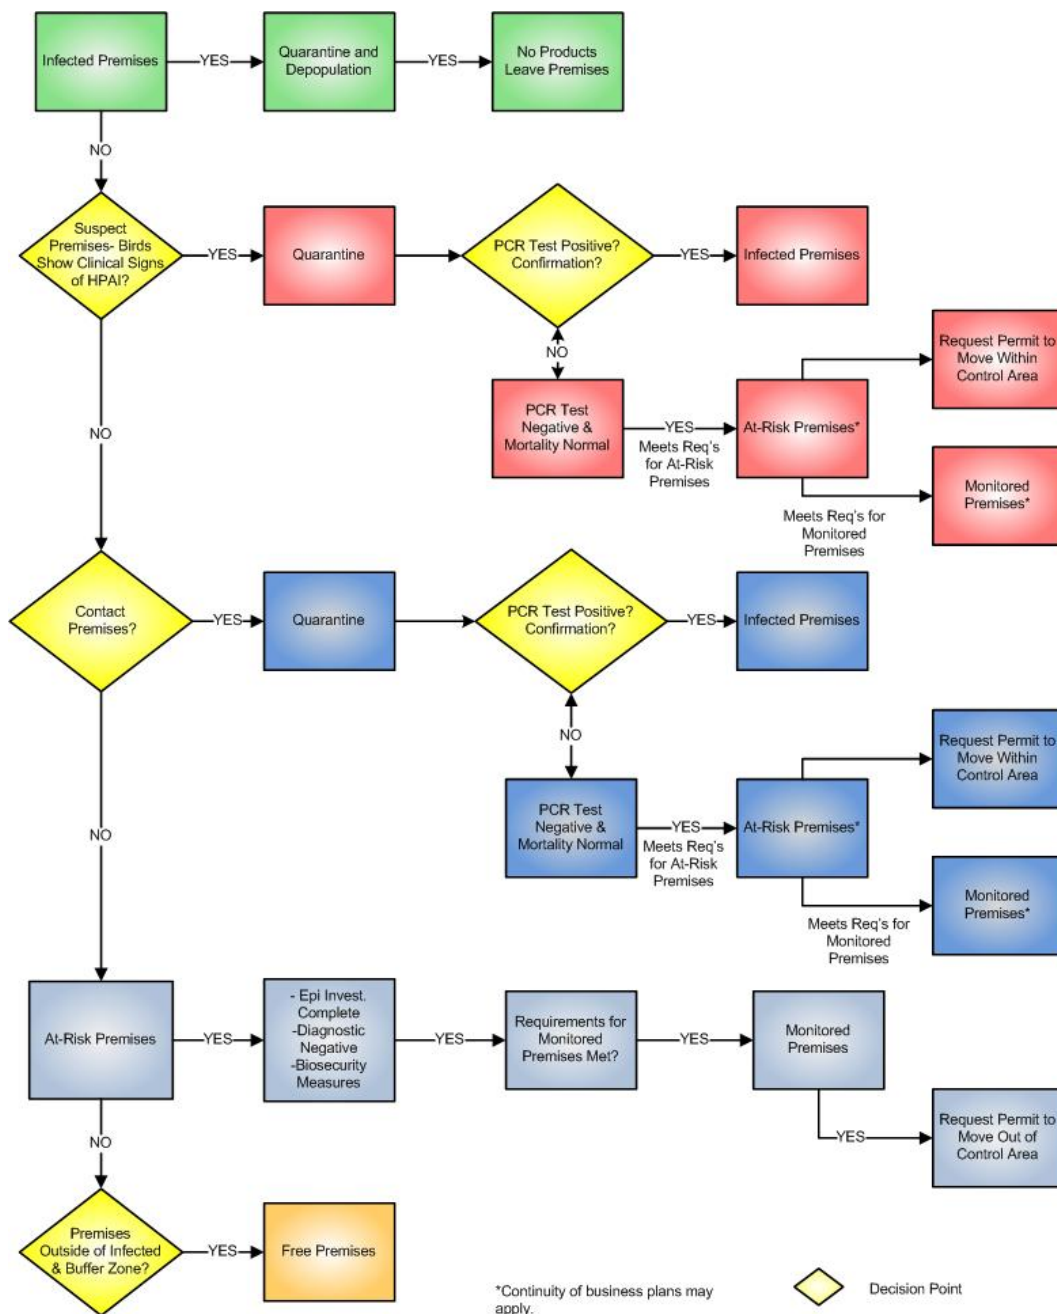 Infected Premises
YES
Quarantine and
Depopulation
YES
No Products
Leave Premises
NO
Suspect
Premises- Birds
Show Clinical Signs
of HPAI?
YES
Quarantine
PCR Test Positive?
Confirmation?
YES
Infected Premises
NO
PCR Test
Negative &
Mortality Normal
YES
Meets Req's
for At-Risk
Premises
At-Risk Premises*
Request Permit to
Move Within
Control Area
Monitored
Premises*
Meets Req's for
Monitored
Premises
NO
Contact
Premises?
YES
Quarantine
PCR Test Positive?
Confirmation?
YES
Infected Premises
NO
PCR Test
Negative &
Mortality Normal
YES
Meets Req's
for At-Risk
Premises
At-Risk Premises*
Request Permit to
Move Within
Control Area
Monitored
Premises*
Meets Req's for
Monitored
Premises
NO
At-Risk Premises
YES
- Epi Invest.
Complete
-Diagnostic
Negative
-Biosecurity
Measures
YES
Requirements for
Monitored
Premises Met?
YES
Monitored
Premises
YES
Request Permit to
Move Out of
Control Area
NO
Premises
Outside of Infected
& Buffer Zone?
YES
Free Premises
*Continuity of business plans may
apply.
Decision Point